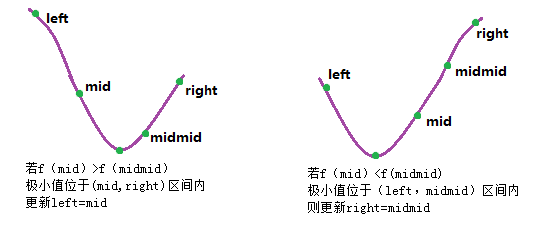 left
mid
right
midmid
若f（mid）>f（midmid）
极小值位于(mid,right)区间内
更新left=mid
right
midmid
left
mid
若f（mid）<f(midmid)
极小值位于（left，midmid）区间内
则更新right=midmid